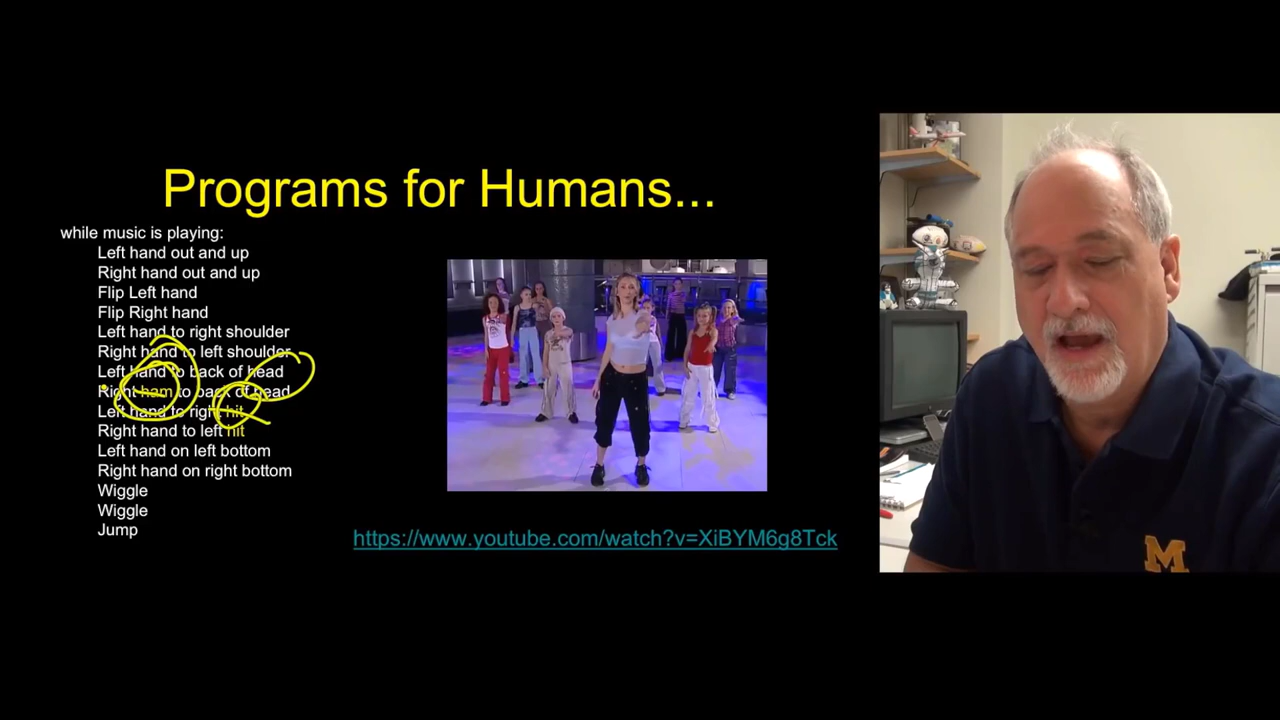 Programs for Humans...
while music is playing:
Left hand out and up
Right hand out and up
Flip Left hand
Flip Right hand
Left hand to right shoulder
Right hand to left shoulder
Left hand to back of head
Right ham to back of head
Left hand to right hit
Right hand to left hit
Left hand on left bottom
Right hand on right bottom
Wiggle
Wiggle
Jump
https://www.youtube.com/watch?v=XiBYM6g8Tck
M